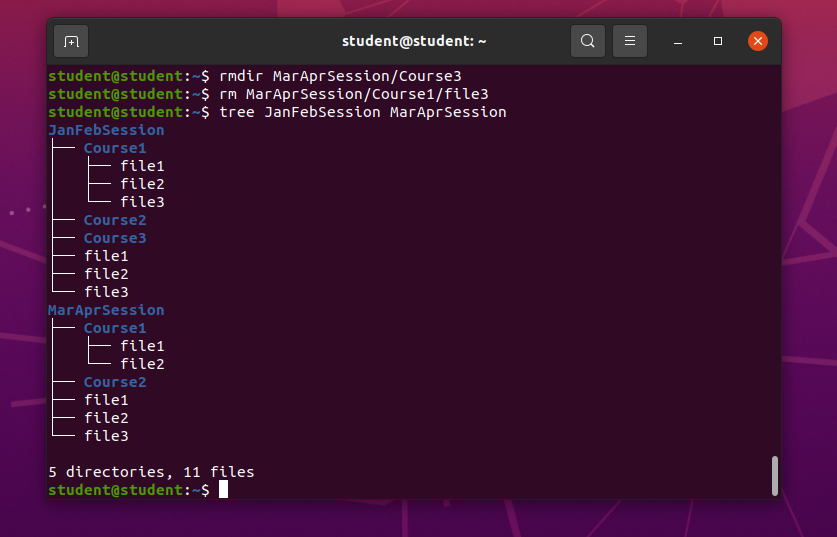 student@student: ~
student@student:~$ rmdir MarAprSession/Course3
student@student:~$ rm MarAprSession/Course1/file3
student@student:~$ tree JanFebSession MarAprSession
JanFebSession
├── Course1
│   ├── file1
│   ├── file2
│   └── file3
├── Course2
├── Course3
├── file1
├── file2
└── file3
MarAprSession
├── Course1
│   ├── file1
│   └── file2
├── Course2
├── file1
├── file2
└── file3
5 directories, 11 files
student@student:~$